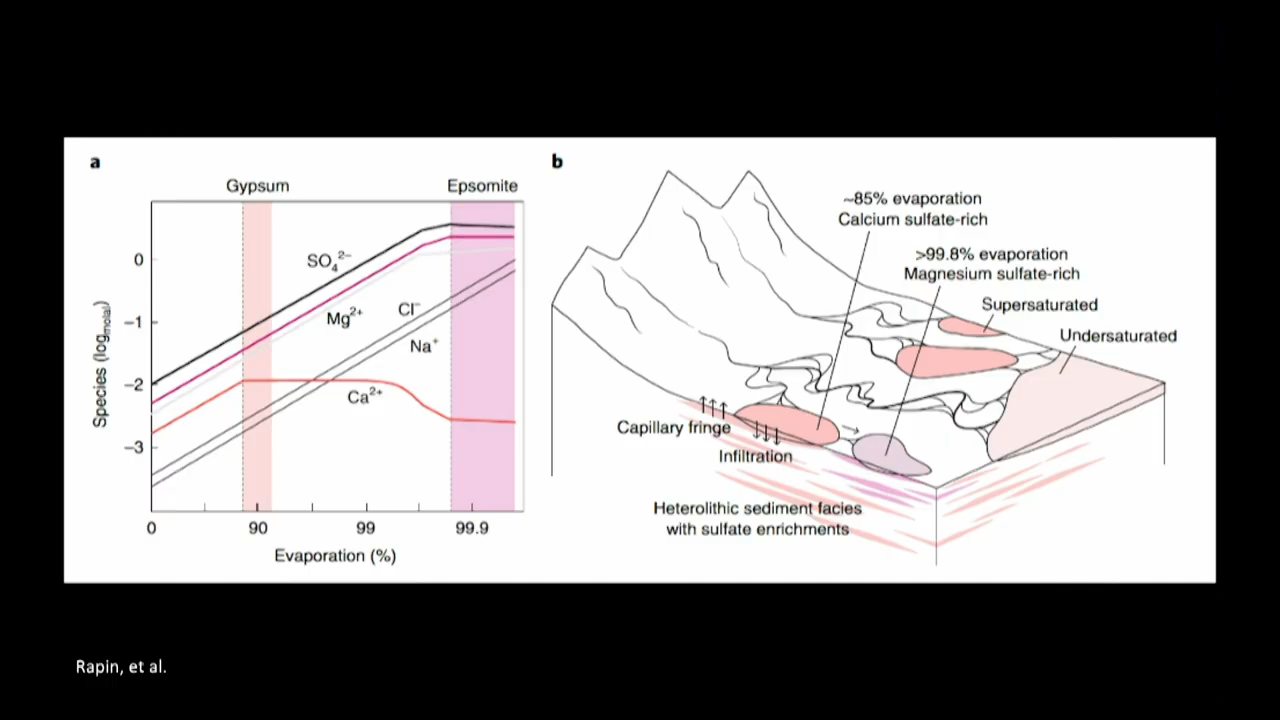 a
Gypsum
Epsomite
SO₄²⁻
Mg²⁺
Cl⁻
Na⁺
Ca²⁺
0
−1
−2
−3
Species (log molal)
0
90
99
99.9
Evaporation (%)
b
~85% evaporation
Calcium sulfate-rich
>99.8% evaporation
Magnesium sulfate-rich
Supersaturated
Undersaturated
Capillary fringe
Infiltration
Heterolithic sediment facies
with sulfate enrichments
Rapin, et al.